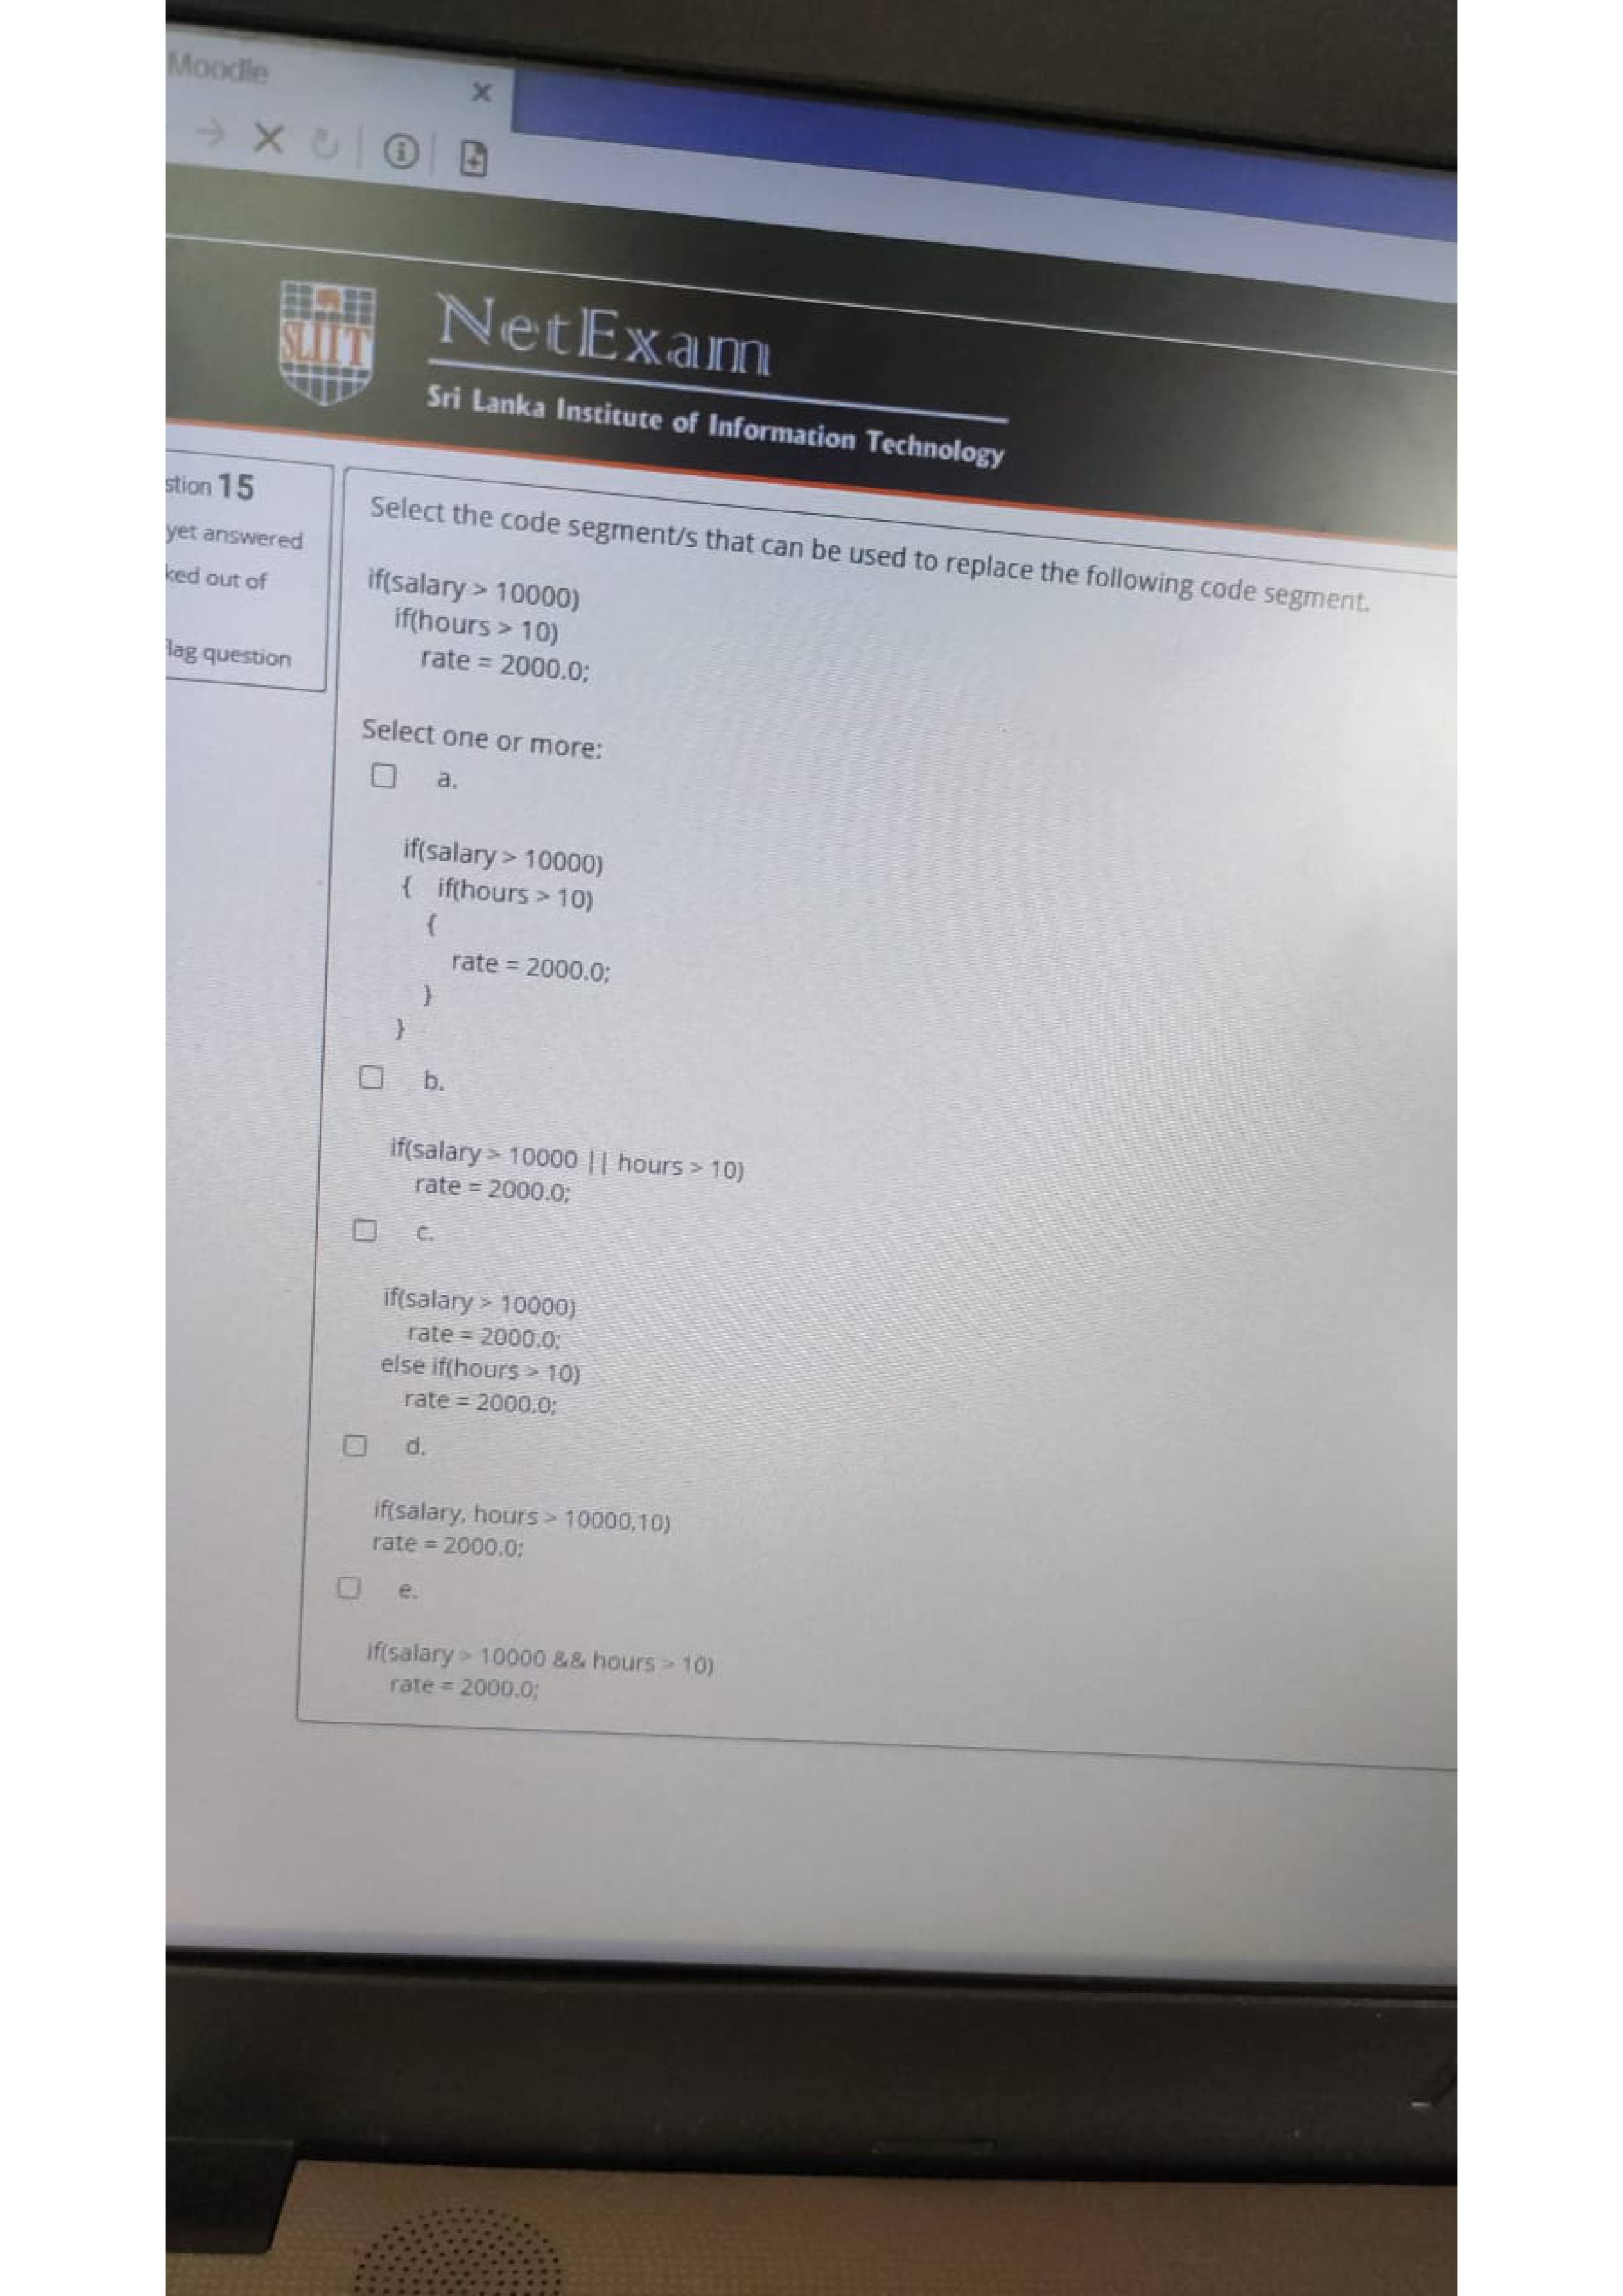 Moodle
SLIIT
NetExam
Sri Lanka Institute of Information Technology
stion 15
yet answered
ked out of
lag question
Select the code segment/s that can be used to replace the following code segment.
if(salary > 10000)
if(hours > 10)
rate = 2000.0;
Select one or more:
a.
if(salary > 10000)
{ if(hours > 10)
{
rate = 2000.0;
}
}
b.
if(salary > 10000 || hours > 10)
rate = 2000.0;
c.
if(salary > 10000)
rate = 2000.0;
else if(hours > 10)
rate = 2000.0;
d.
if(salary, hours > 10000,10)
rate = 2000.0;
e.
if(salary > 10000 && hours > 10)
rate = 2000.0;